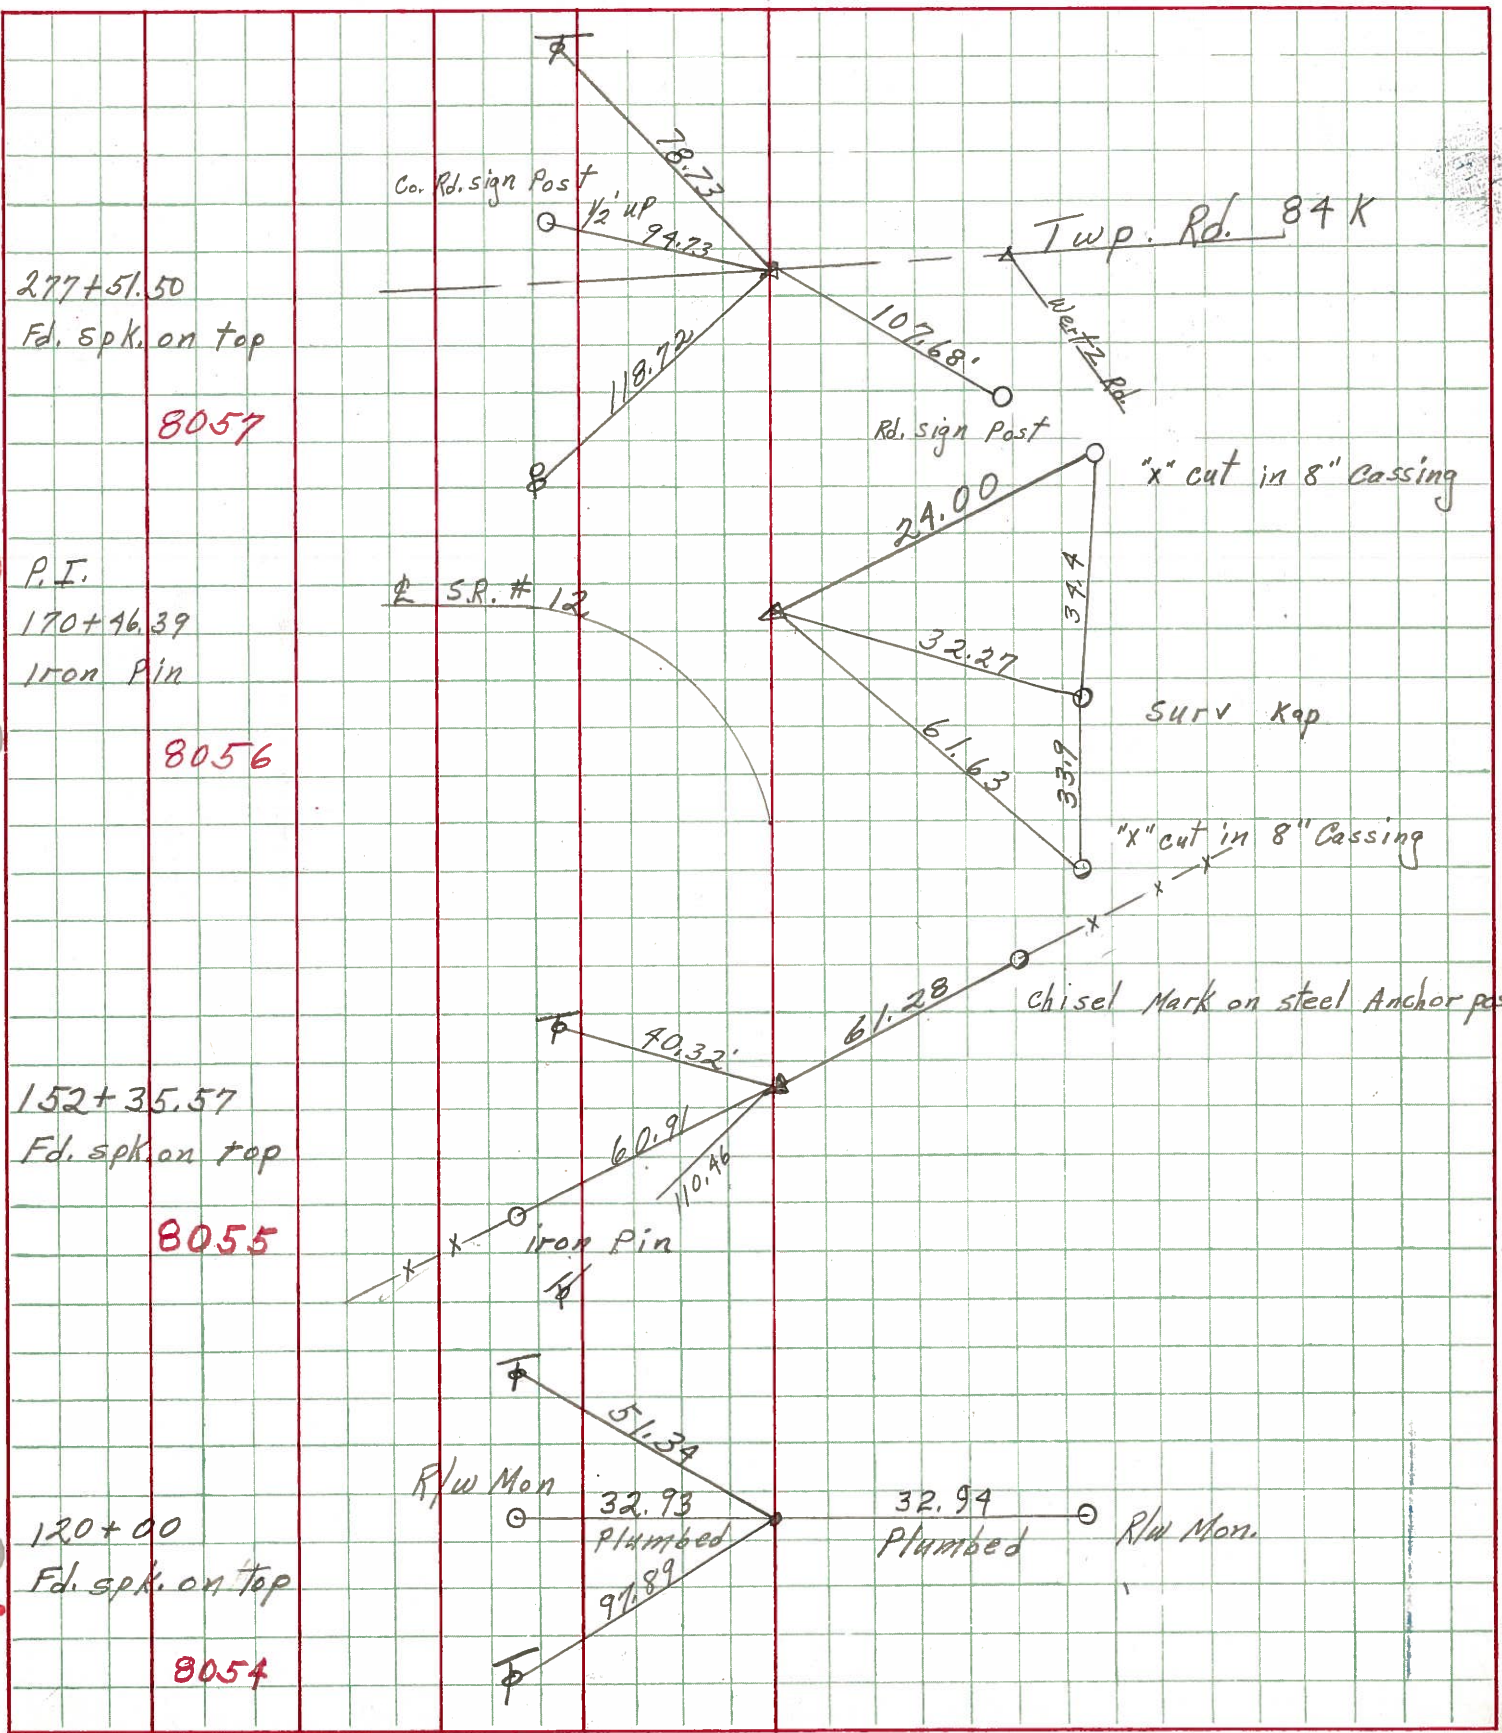 78.73
Co. Rd. sign Post
1/2' up
94.73
Twp. Rd. 84 K
277+51.50
Fd. spk. on top
107.68'
Wertz Rd.
118.72
8057
Rd. sign Post
"x" cut in 8" Cassing
24.00
P.I.
34.4
℄ S.R. # 12
170+46.39
32.27
Iron Pin
Surv Kap
61.63
8056
33.9
"X" cut in 8" Cassing
61.28
Chisel Mark on steel Anchor pos
40.32'
152+35.57
60.91
Fd. spk. on top
110.46
8055
iron Pin
51.34
R/w Mon
32.93
32.94
120+00
Plumbed
Plumbed
R/w Mon.
Fd. spk. on top
97.89
8054